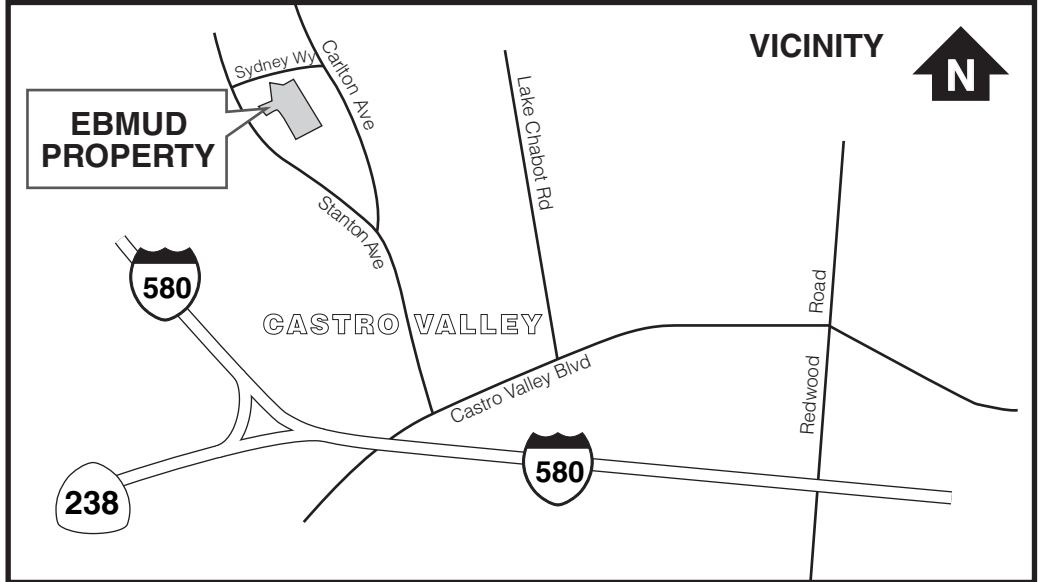 VICINITY
N
Sydney Wy
Carlton Ave
EBMUD
PROPERTY
Lake Chabot Rd
Stanton Ave
580
Road
CASTRO VALLEY
Castro Valley Blvd
Redwood
580
238